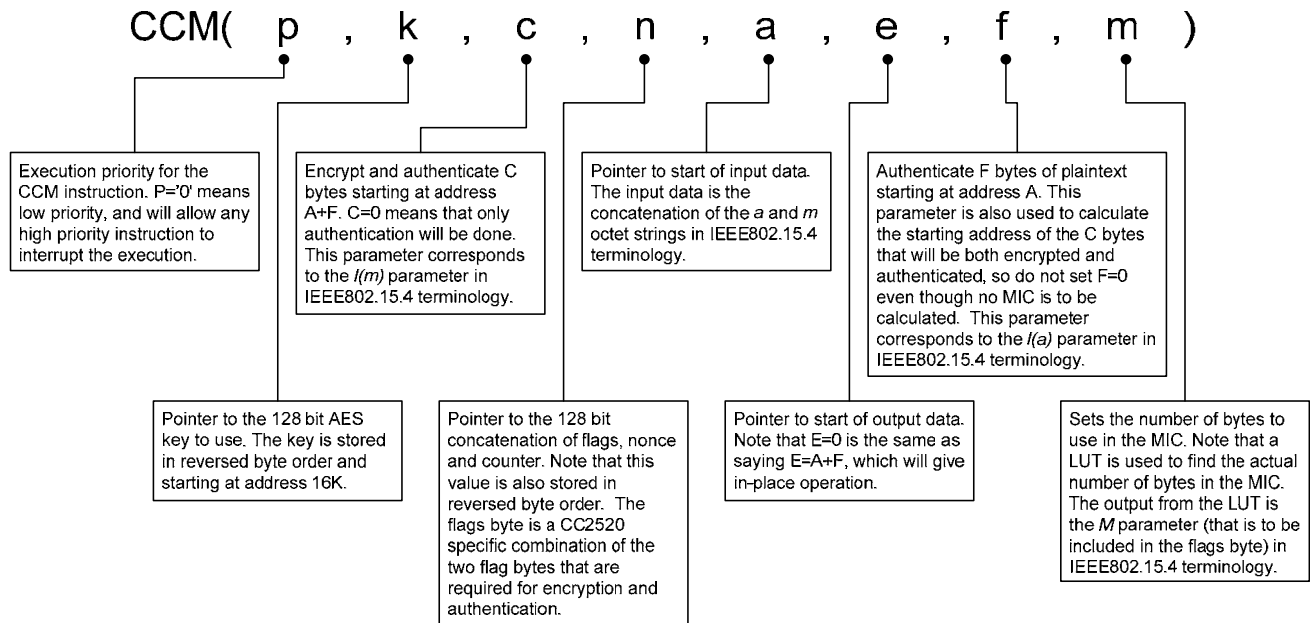 CCM( p , k , c , n , a , e , f , m )
Execution priority for the
CCM instruction. P='0' means
low priority, and will allow any
high priority instruction to
interrupt the execution.
Encrypt and authenticate C
bytes starting at address
A+F. C=0 means that only
authentication will be done.
This parameter corresponds
to the l(m) parameter in
IEEE802.15.4 terminology.
Pointer to start of input data.
The input data is the
concatenation of the a and m
octet strings in IEEE802.15.4
terminology.
Authenticate F bytes of plaintext
starting at address A. This
parameter is also used to calculate
the starting address of the C bytes
that will be both encrypted and
authenticated, so do not set F=0
even though no MIC is to be
calculated. This parameter
corresponds to the l(a) parameter in
IEEE802.15.4 terminology.
Pointer to the 128 bit AES
key to use. The key is stored
in reversed byte order and
starting at address 16K.
Pointer to the 128 bit
concatenation of flags, nonce
and counter. Note that this
value is also stored in
reversed byte order. The
flags byte is a CC2520
specific combination of the
two flag bytes that are
required for encryption and
authentication.
Pointer to start of output data.
Note that E=0 is the same as
saying E=A+F, which will give
in-place operation.
Sets the number of bytes to
use in the MIC. Note that a
LUT is used to find the actual
number of bytes in the MIC.
The output from the LUT is
the M parameter (that is to be
included in the flags byte) in
IEEE802.15.4 terminology.